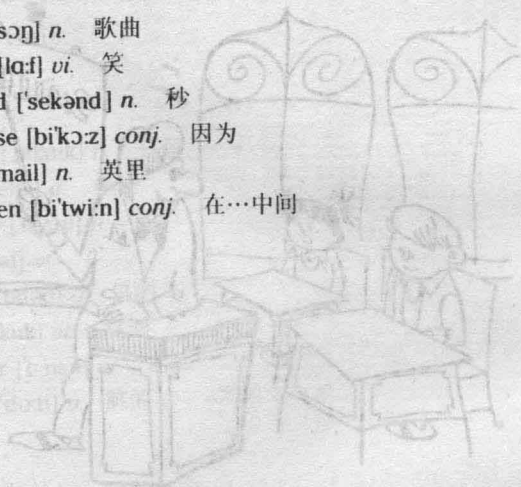 sɔŋ] n. 歌曲
[lɑ:f] vi. 笑
d ['sekənd] n. 秒
se [bi'kɔ:z] conj. 因为
mail] n. 英里
en [bi'twi:n] conj. 在…中间